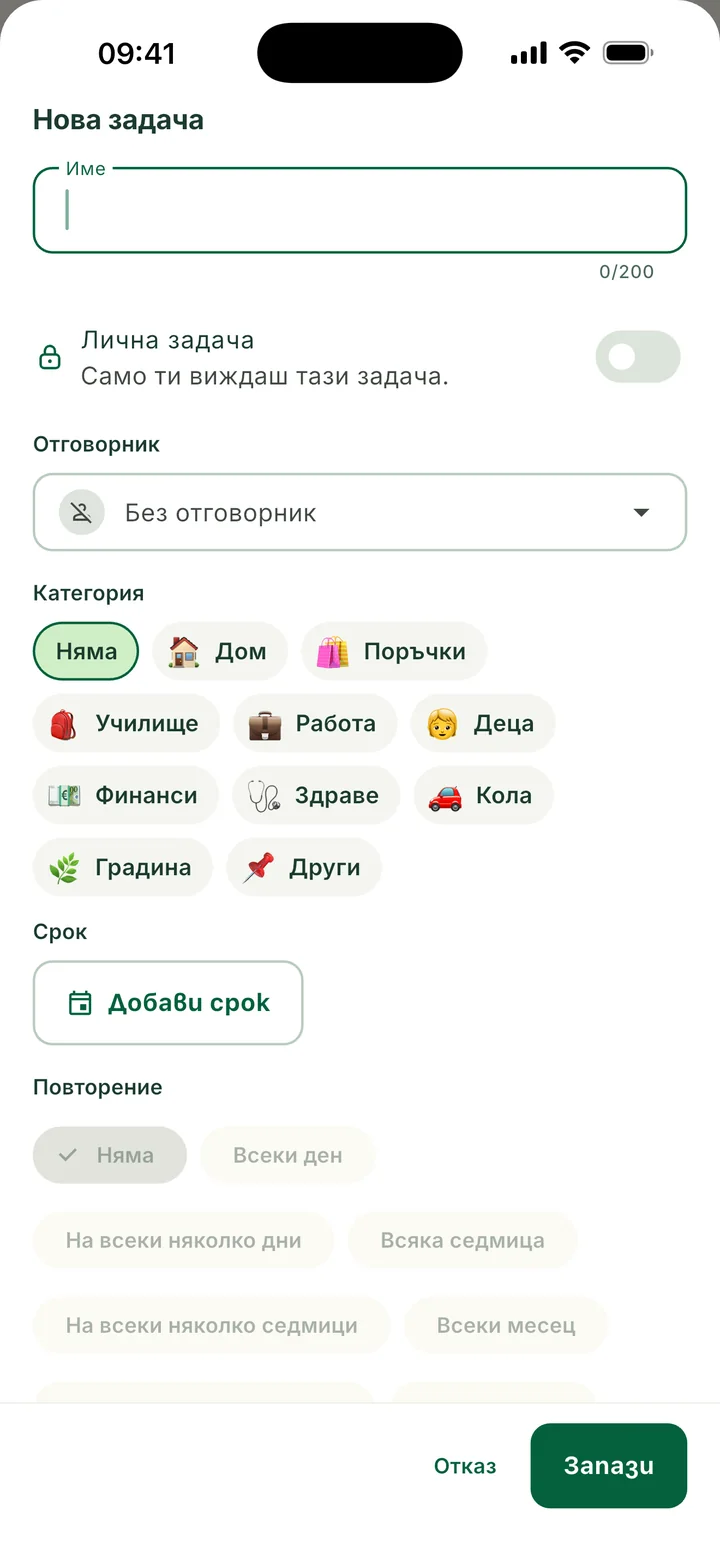 09:41
Нова задача
Име
0/200
Лична задача
Само ти виждаш тази задача.
Отговорник
Без отговорник
Категория
Няма Дом Поръчки
Училище Работа Деца
Финанси Здраве Кола
Градина Други
Срок
Добави срок
Повторение
Няма Всеки ден
На всеки няколко дни Всяка седмица
На всеки няколко седмици Всеки месец
Отказ Запази